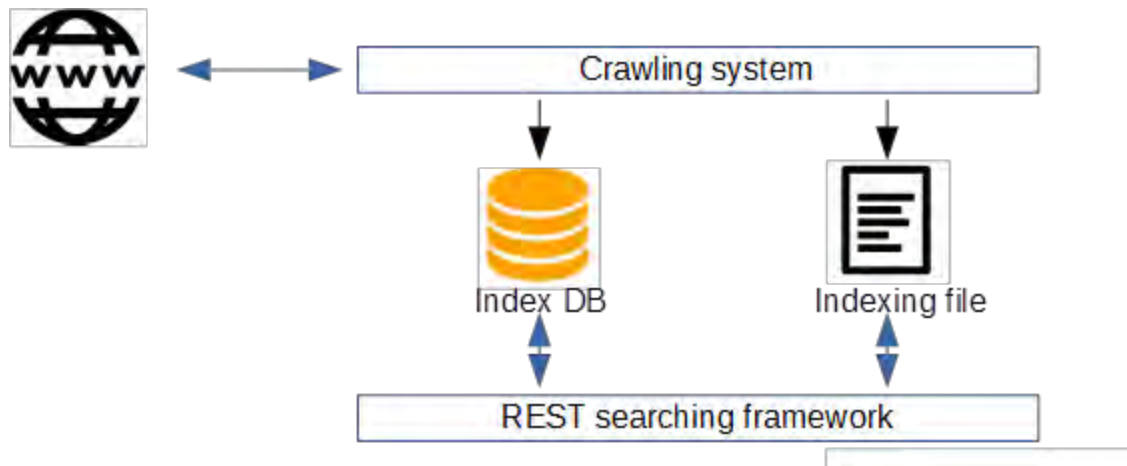 WWW
Crawling system
Index DB
Indexing file
REST searching framework